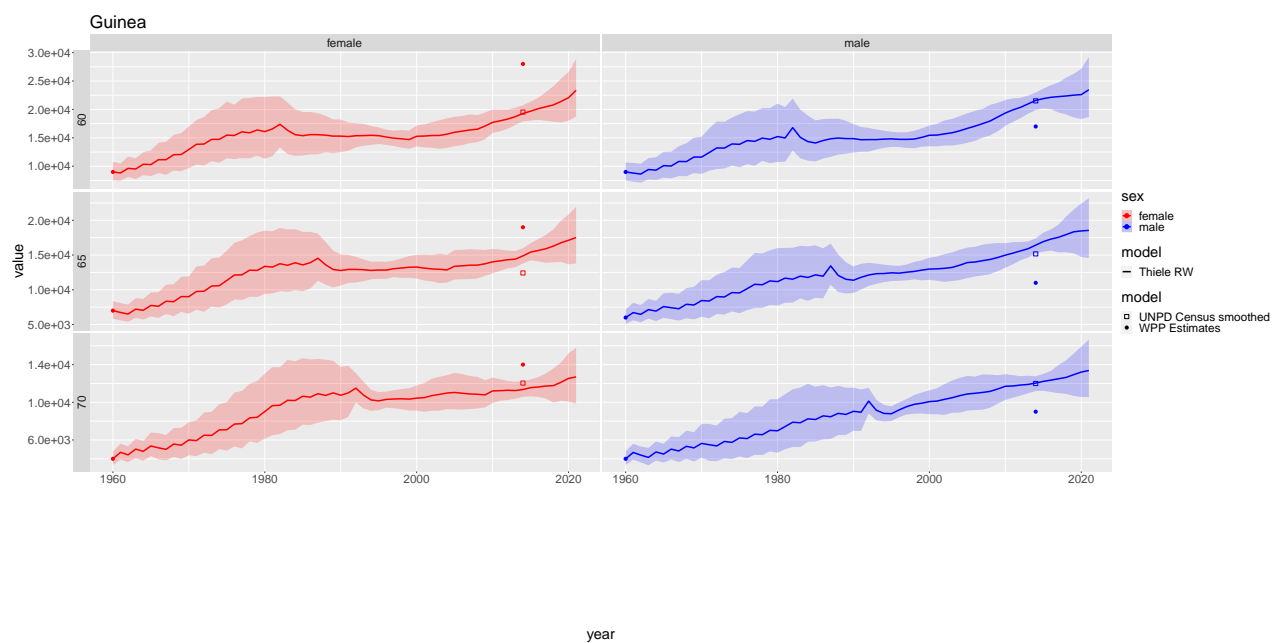 Guinea
female
male
3.0e+04
2.5e+04
2.0e+04
1.5e+04
1.0e+04
60
2.0e+04
1.5e+04
1.0e+04
5.0e+03
65
1.4e+04
1.0e+04
6.0e+03
70
value
1960
1980
2000
2020
1960
1980
2000
2020
year
sex
female
male
model
Thiele RW
model
UNPD Census smoothed
WPP Estimates